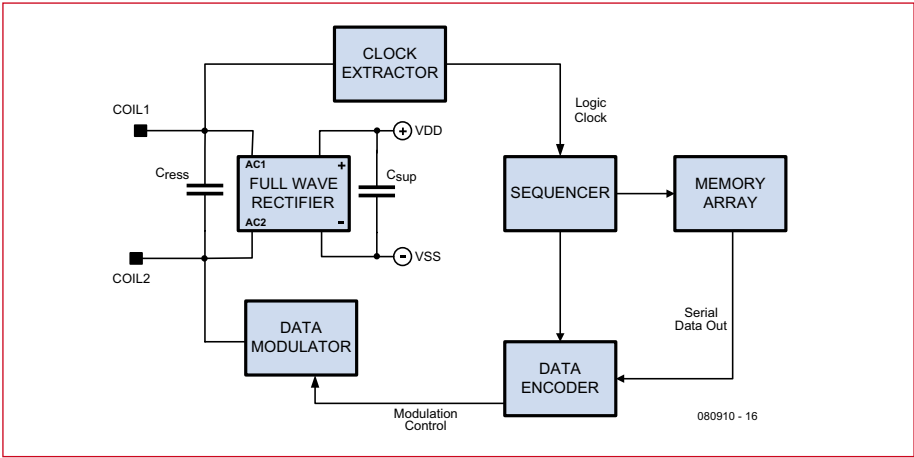 CLOCK
EXTRACTOR
COIL1
Logic
Clock
+
VDD
AC1
+
Cress
FULL WAVE
RECTIFIER
Csup
SEQUENCER
MEMORY
ARRAY
AC2
-
-
VSS
COIL2
DATA
MODULATOR
Serial
Data Out
DATA
ENCODER
Modulation
Control
080910 - 16